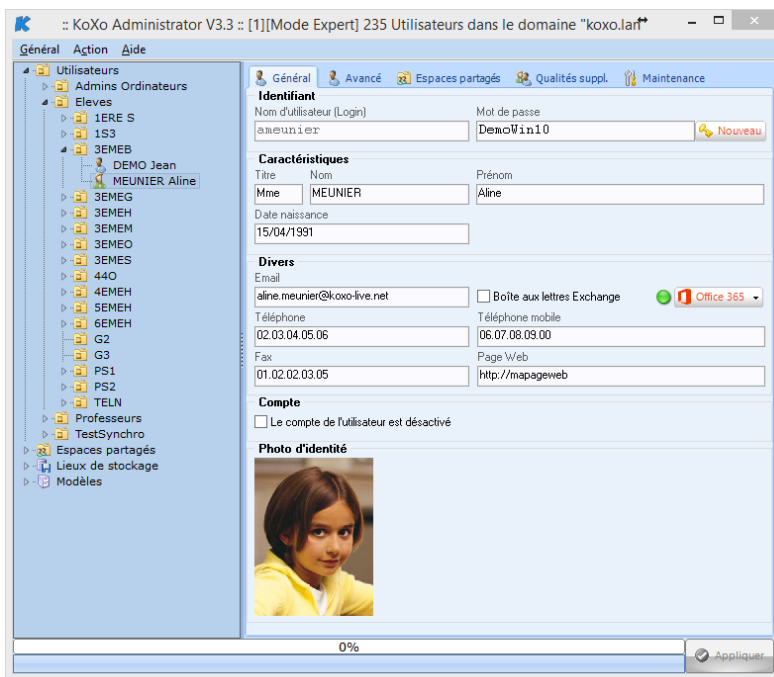 :: KoXo Administrator V3.3 :: [1][Mode Expert] 235 Utilisateurs dans le domaine "koxo.lan"
Général Action Aide
Utilisateurs
Admins Ordinateurs
Eleves
1ERE S
1S3
3EMEB
DEMO Jean
MEUNIER Aline
3EMEG
3EMEH
3EMEM
3EMEO
3EMES
44O
4EMEH
5EMEH
6EMEH
G2
G3
PS1
PS2
TELN
Professeurs
TestSynchro
Espaces partagés
Lieux de stockage
Modèles
Général Avancé Espaces partagés Qualités suppl. Maintenance
Identifiant
Nom d'utilisateur (Login) Mot de passe
ameunier DemoWin10 Nouveau
Caractéristiques
Titre Nom Prénom
Mme MEUNIER Aline
Date naissance
15/04/1991
Divers
Email
aline.meunier@koxo-live.net Boîte aux lettres Exchange Office 365
Téléphone Téléphone mobile
02.03.04.05.06 06.07.08.09.00
Fax Page Web
01.02.02.03.05 http://mapageweb
Compte
Le compte de l'utilisateur est désactivé
Photo d'identité
0%
Appliquer